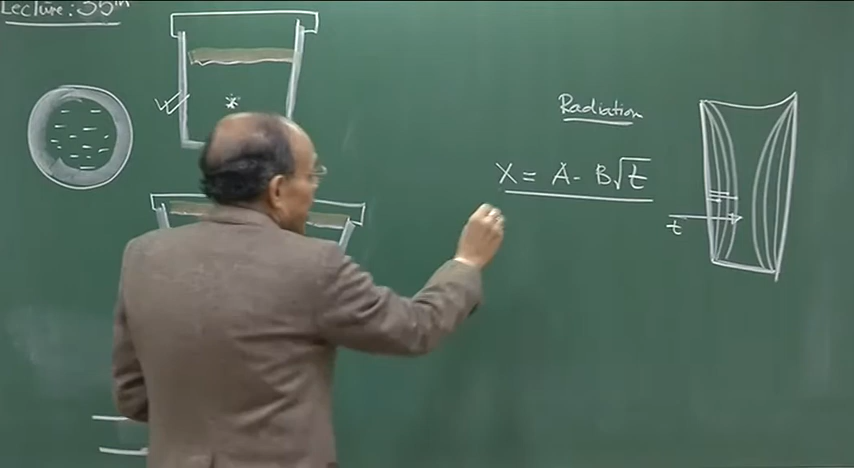 Lecture: 35th
Radiation
X = A - B√t
t